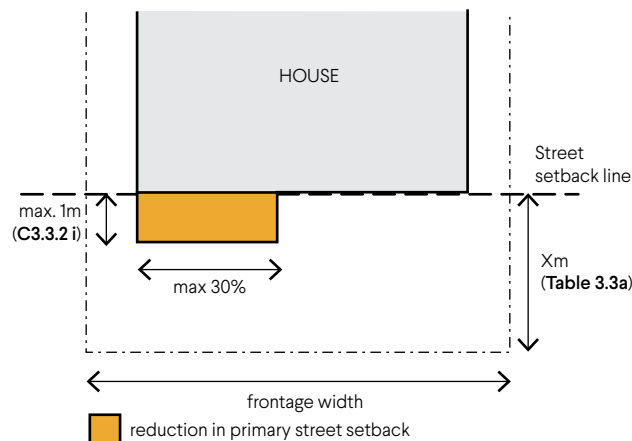 HOUSE
Street
setback line
max. 1m
(C3.3.2 i)
max 30%
Xm
(Table 3.3a)
frontage width
reduction in primary street setback